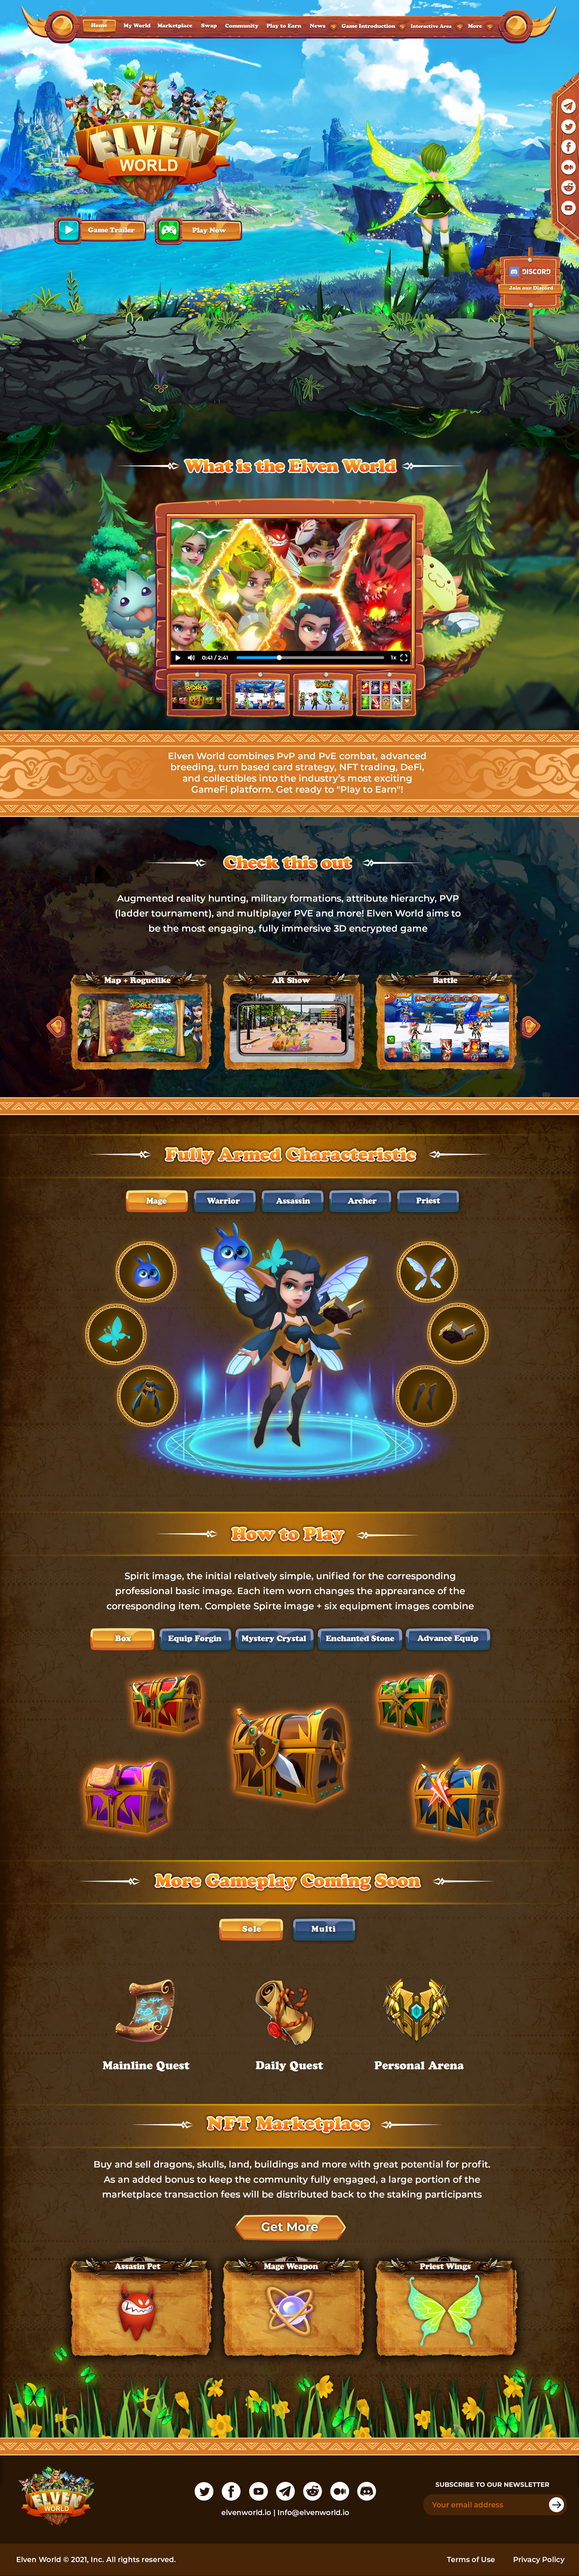 Home My World Marketplace Swap Community Play to Earn News Game Introduction Interactive Area More
ELVEN
WORLD
Game Trailer Play Now
DISCORD
Join our Discord
What is the Elven World
0:41 / 2:41 1x
Elven World combines PvP and PvE combat, advanced
breeding, turn based card strategy, NFT trading, DeFi,
and collectibles into the industry's most exciting
GameFi platform. Get ready to "Play to Earn"!
Check this out
Augmented reality hunting, military formations, attribute hierarchy, PVP
(ladder tournament), and multiplayer PVE and more! Elven World aims to
be the most engaging, fully immersive 3D encrypted game
Map + Roguelike AR Show Battle
Fully Armed Characteristic
Mage Warrior Assassin Archer Priest
How to Play
Spirit image, the initial relatively simple, unified for the corresponding
professional basic image. Each item worn changes the apprearance of the
corresponding item. Complete Spirte image + six equipment images combine
Box Equip Forgin Mystery Crystal Enchanted Stone Advance Equip
More Gameplay Coming Soon
Sole Multi
Mainline Quest Daily Quest Personal Arena
NFT Marketplace
Buy and sell dragons, skulls, land, buildings and more with great potential for profit.
As an added bonus to keep the community fully engaged, a large portion of the
marketplace transaction fees will be distributed back to the staking participants
Get More
Assasin Pet Mage Weapon Priest Wings
ELVEN
WORLD
elvenworld.io | Info@elvenworld.io
SUBSCRIBE TO OUR NEWSLETTER
Your email address
Elven World © 2021, Inc. All rights reserved. Terms of Use Privacy Policy